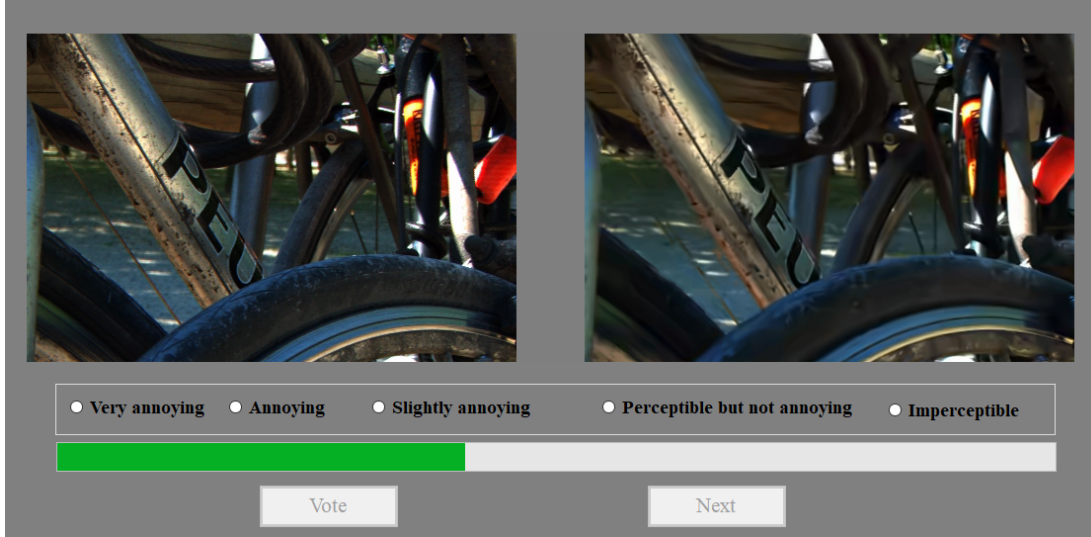 PEU
PEU
Very annoying
Annoying
Slightly annoying
Perceptible but not annoying
Imperceptible
Vote
Next